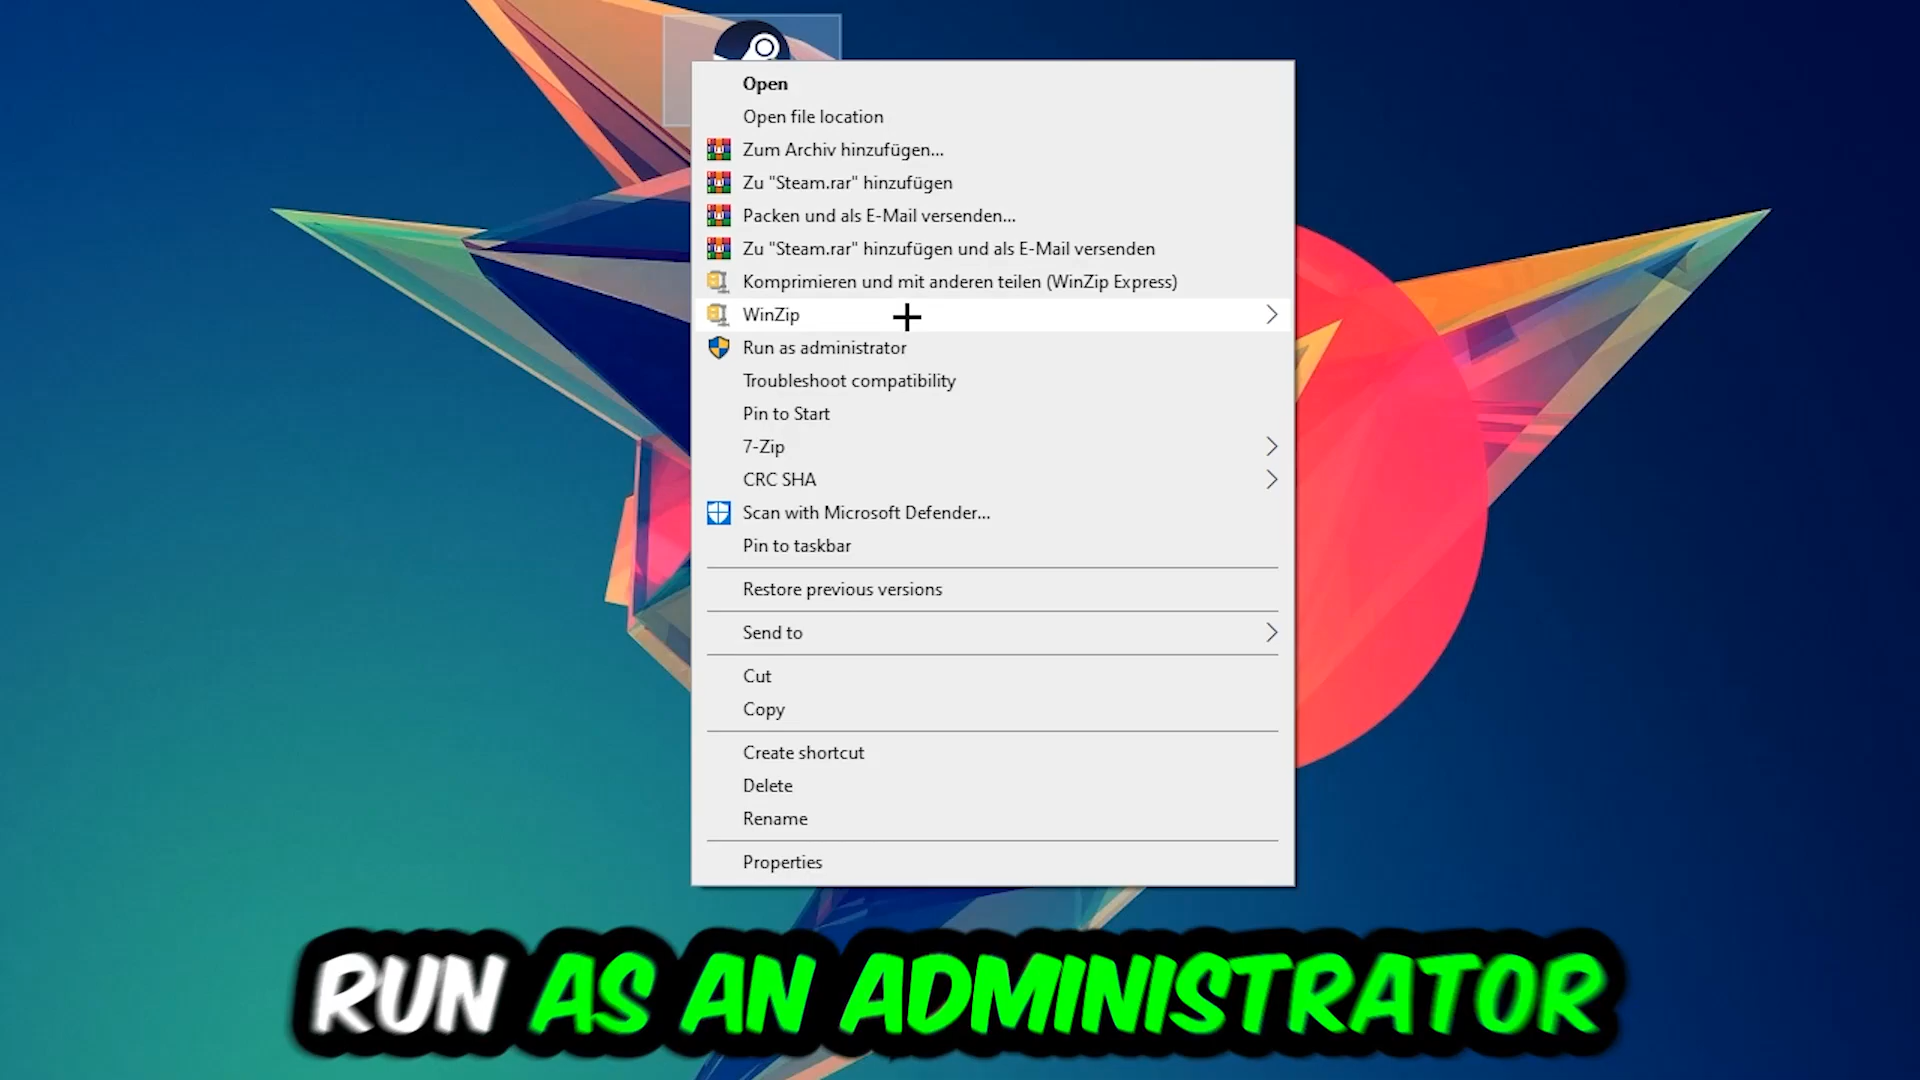 Open
Open file location
Zum Archiv hinzufügen...
Zu "Steam.rar" hinzufügen
Packen und als E-Mail versenden...
Zu "Steam.rar" hinzufügen und als E-Mail versenden
Komprimieren und mit anderen teilen (WinZip Express)
WinZip
Run as administrator
Troubleshoot compatibility
Pin to Start
7-Zip
CRC SHA
Scan with Microsoft Defender...
Pin to taskbar
Restore previous versions
Send to
Cut
Copy
Create shortcut
Delete
Rename
Properties
RUN AS AN ADMINISTRATOR